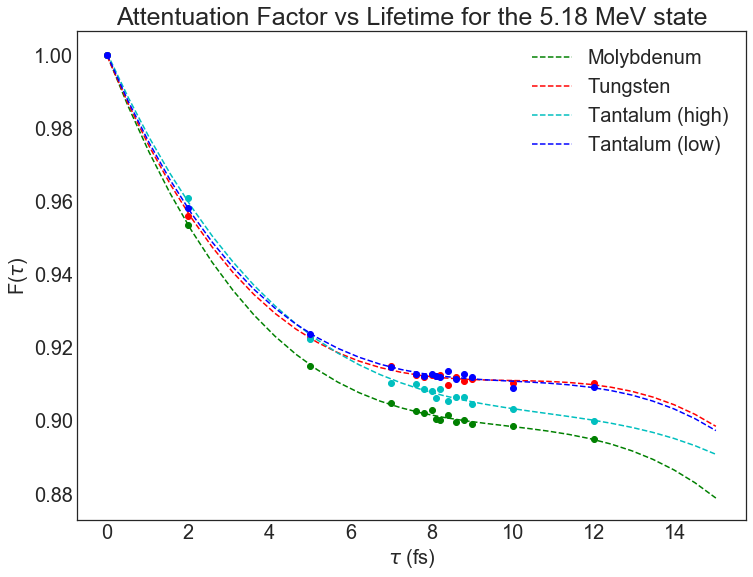 Attentuation Factor vs Lifetime for the 5.18 MeV state
Molybdenum
Tungsten
Tantalum (high)
Tantalum (low)
F(τ)
1.00
0.98
0.96
0.94
0.92
0.90
0.88
0 2 4 6 8 10 12 14
τ (fs)